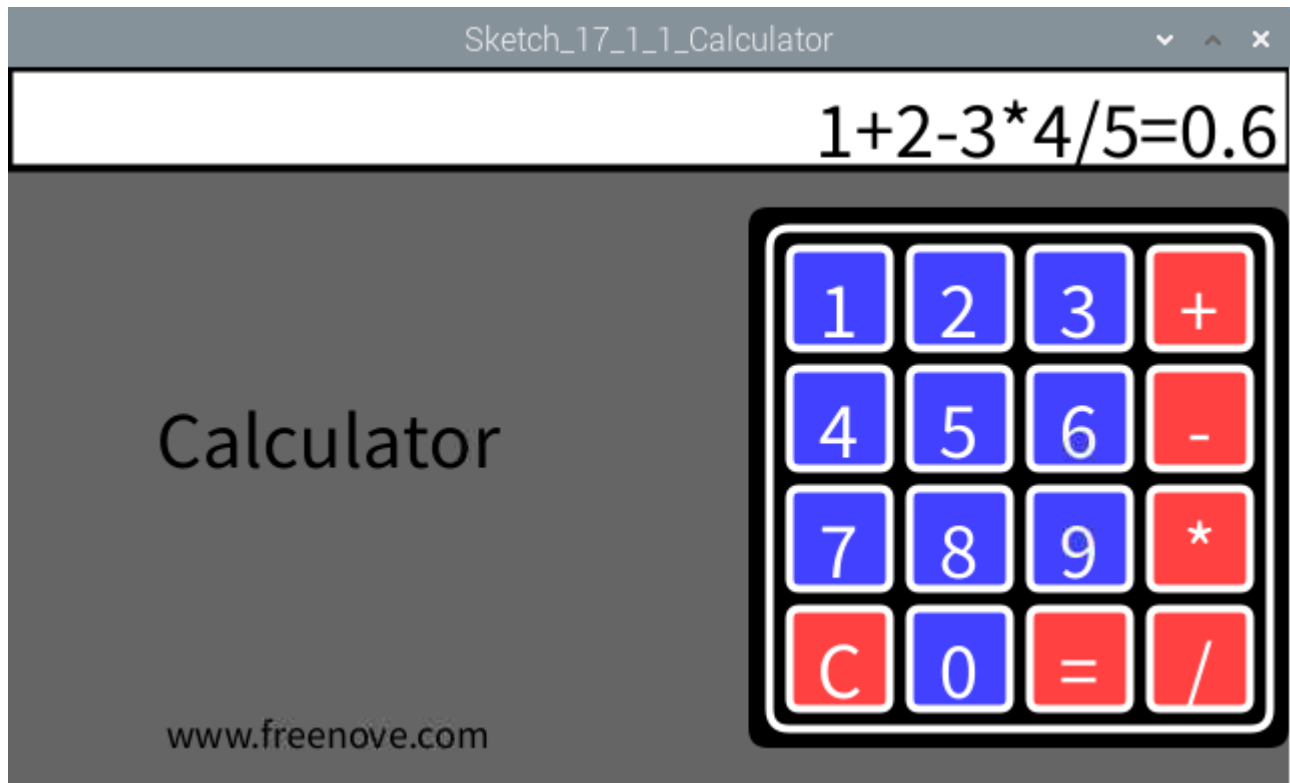 Sketch_17_1_1_Calculator
1+2-3*4/5=0.6
1 2 3 +
4 5 6 -
Calculator
7 8 9 *
C 0 = /
www.freenove.com